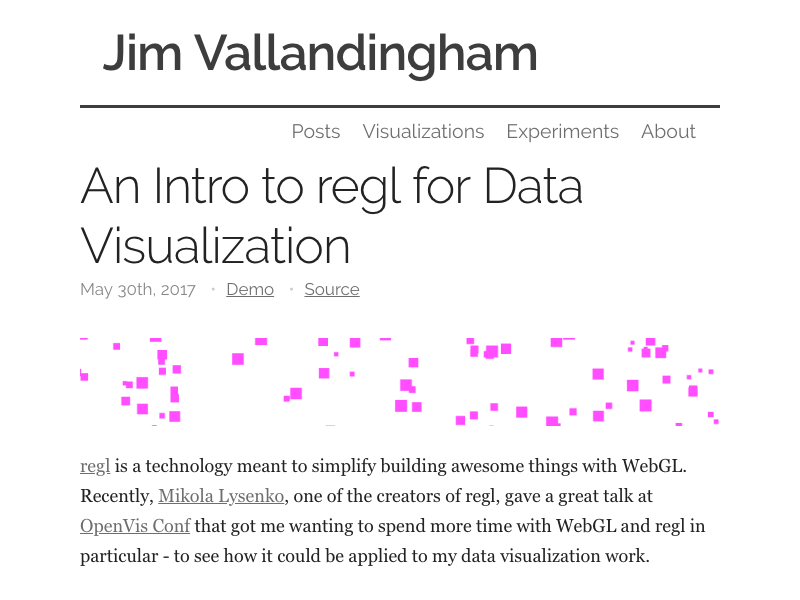 Jim Vallandingham
Posts Visualizations Experiments About
An Intro to regl for Data
Visualization
May 30th, 2017 • Demo • Source
regl is a technology meant to simplify building awesome things with WebGL.
Recently, Mikola Lysenko, one of the creators of regl, gave a great talk at
OpenVis Conf that got me wanting to spend more time with WebGL and regl in
particular - to see how it could be applied to my data visualization work.